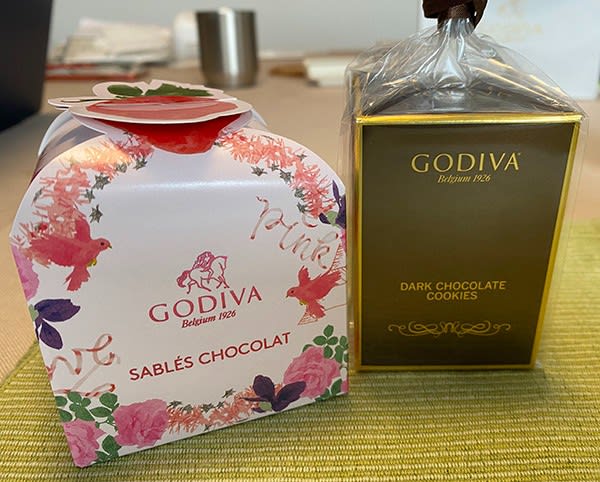 pink
GODIVA
Belgium 1926
SABLÉS CHOCOLAT
GODIVA
Belgium 1926
DARK CHOCOLATE
COOKIES